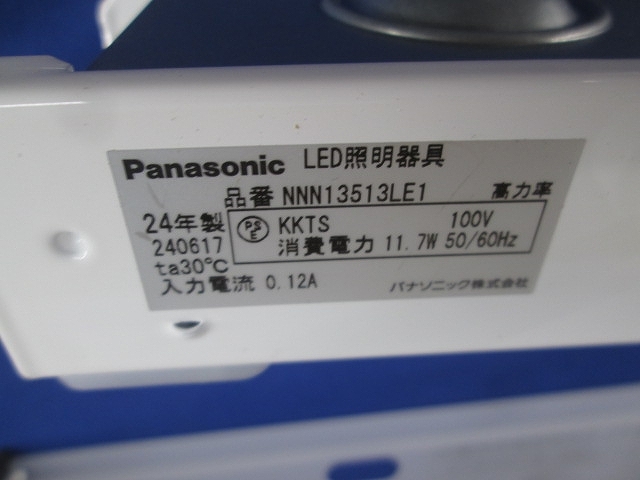 Panasonic LED照明器具
品番 NNN13513LE1 高力率
24年製 PSE KKTS 100V
240617 消費電力 11.7W 50/60Hz
ta30℃
入力電流 0.12A パナソニック株式会社